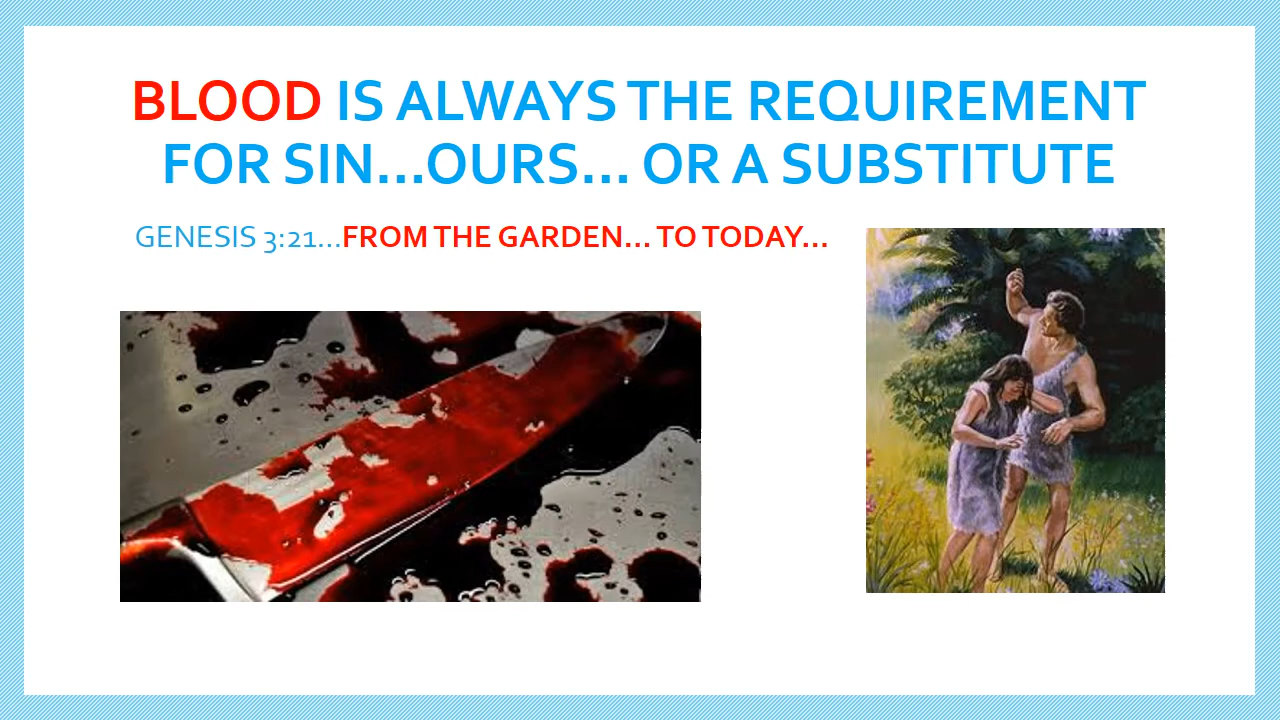 BLOOD IS ALWAYS THE REQUIREMENT
FOR SIN...OURS... OR A SUBSTITUTE
GENESIS 3:21...FROM THE GARDEN... TO TODAY...